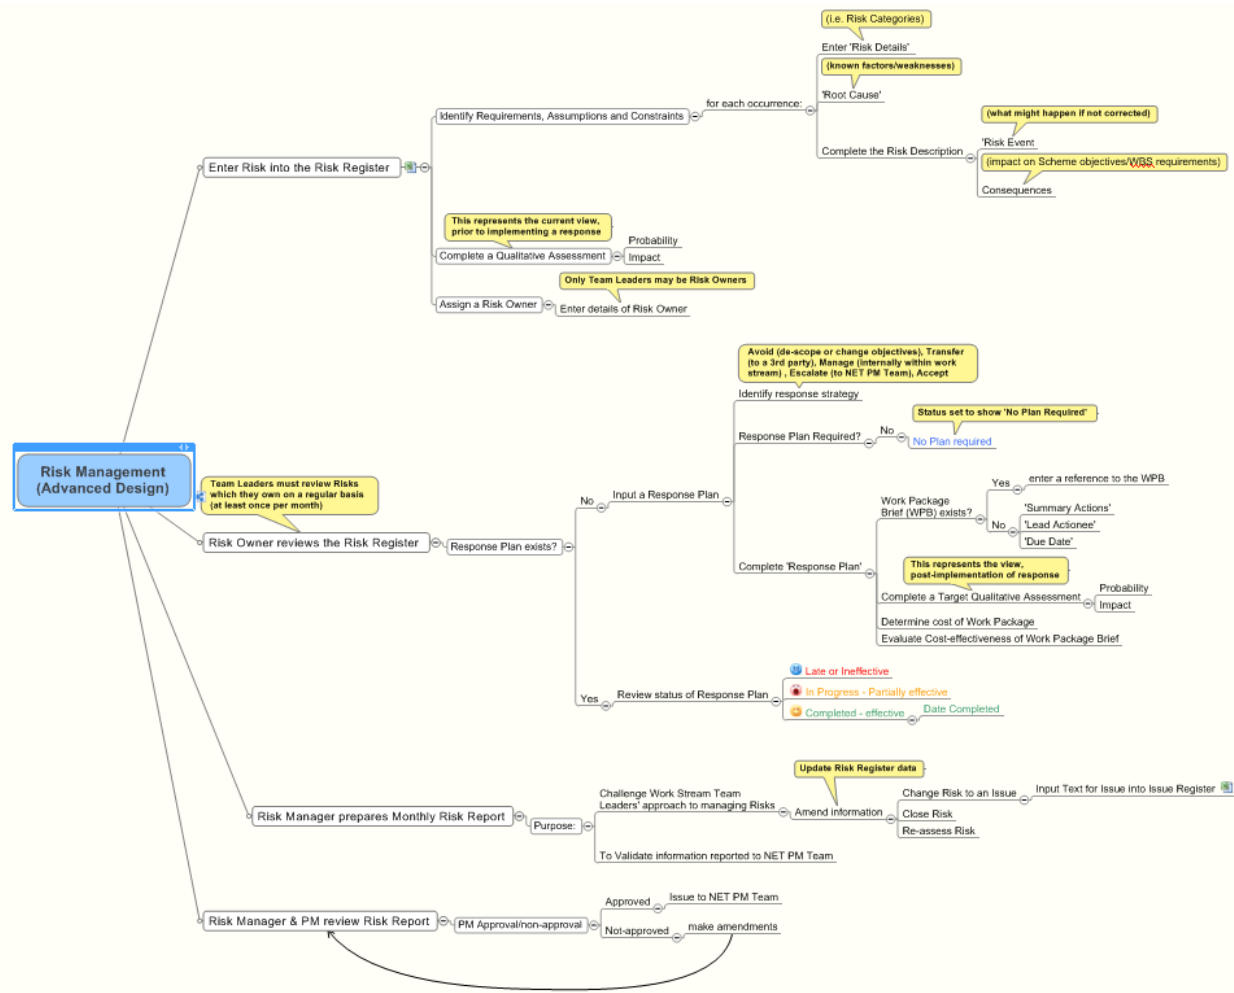 (i.e. Risk Categories)
Enter 'Risk Details'
(known factors/weaknesses)
'Root Cause'
for each occurrence:
Identify Requirements, Assumptions and Constraints
(what might happen if not corrected)
'Risk Event
Complete the Risk Description
(impact on Scheme objectives/WBS requirements)
Consequences
Enter Risk into the Risk Register
This represents the current view,
prior to implementing a response
Complete a Qualitative Assessment
Probability
Impact
Only Team Leaders may be Risk Owners
Assign a Risk Owner
Enter details of Risk Owner
Avoid (de-scope or change objectives), Transfer
(to a 3rd party), Manage (internally within work
stream) , Escalate (to NET PM Team), Accept
Identify response strategy
Status set to show 'No Plan Required'
Response Plan Required?
No
No Plan required
Risk Management
(Advanced Design)
Team Leaders must review Risks
which they own on a regular basis
(at least once per month)
Risk Owner reviews the Risk Register
Response Plan exists?
No
Input a Response Plan
Work Package
Brief (WPB) exists?
Yes
enter a reference to the WPB
No
'Summary Actions'
'Lead Actionee'
'Due Date'
Complete 'Response Plan'
This represents the view,
post-implementation of response
Complete a Target Qualitative Assessment
Probability
Impact
Determine cost of Work Package
Evaluate Cost-effectiveness of Work Package Brief
Yes
Review status of Response Plan
Late or Ineffective
In Progress - Partially effective
Completed - effective
Date Completed
Risk Manager prepares Monthly Risk Report
Purpose:
Challenge Work Stream Team
Leaders' approach to managing Risks
Update Risk Register data
Amend information
Change Risk to an Issue
Input Text for Issue into Issue Register
Close Risk
Re-assess Risk
To Validate information reported to NET PM Team
Risk Manager & PM review Risk Report
PM Approval/non-approval
Approved
Issue to NET PM Team
Not-approved
make amendments